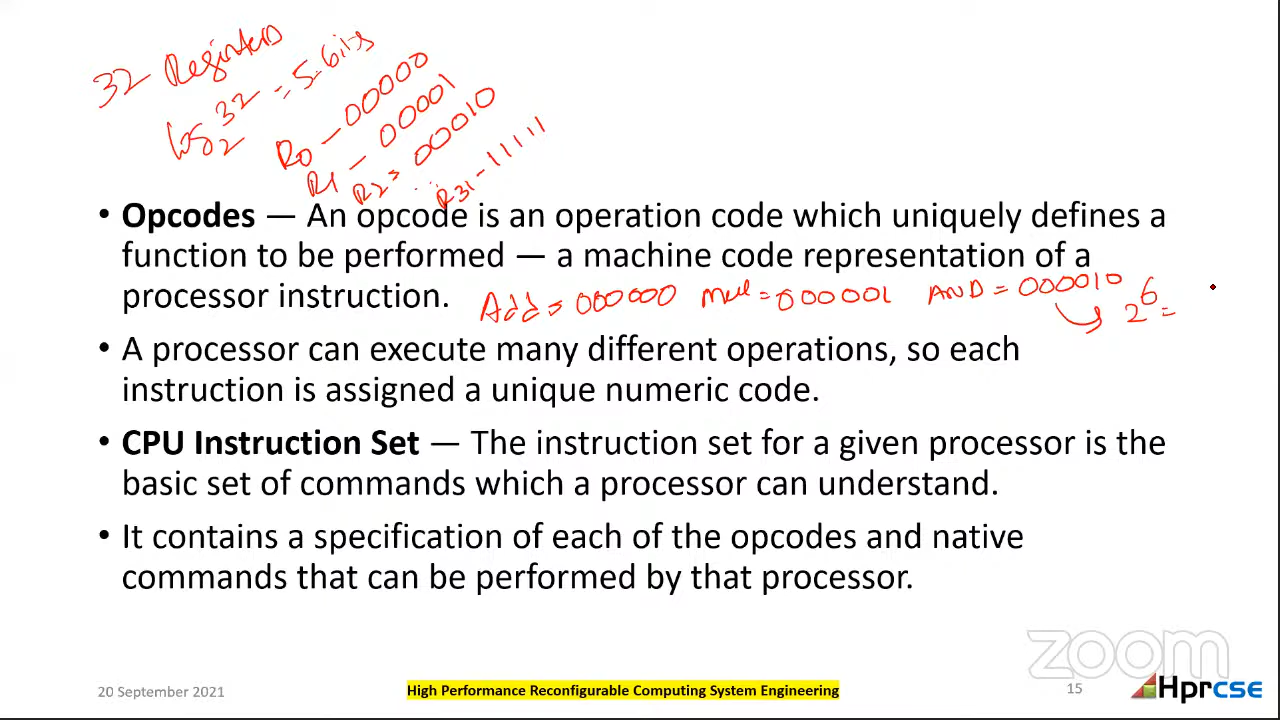 32 Registers
log₂ 32 = 5 bits
R0 - 00000
R1 - 00001
R2 = 00010
R31 - 11111
• Opcodes — An opcode is an operation code which uniquely defines a
function to be performed — a machine code representation of a
processor instruction.
Add = 000000 Mul = 000001 AND = 000010
2⁶ =
• A processor can execute many different operations, so each
instruction is assigned a unique numeric code.
• CPU Instruction Set — The instruction set for a given processor is the
basic set of commands which a processor can understand.
• It contains a specification of each of the opcodes and native
commands that can be performed by that processor.
zoom
20 September 2021
High Performance Reconfigurable Computing System Engineering
15
Hprcse